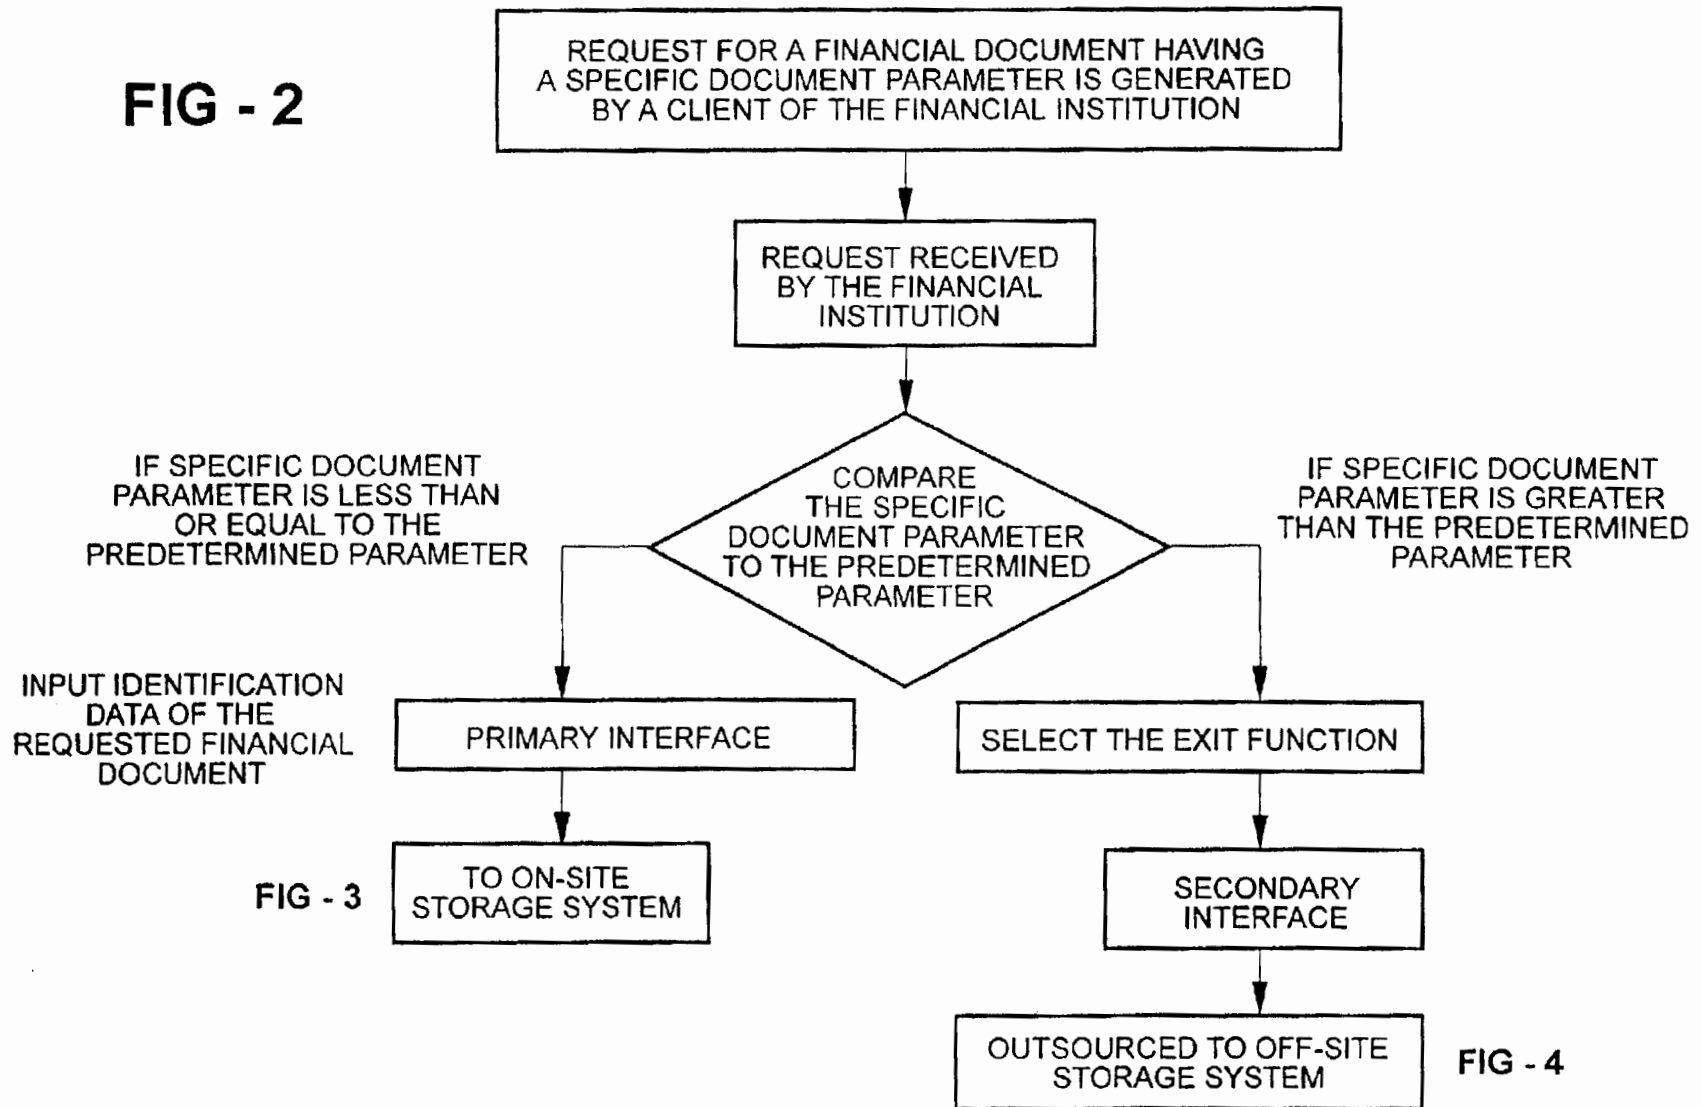 FIG - 2
REQUEST FOR A FINANCIAL DOCUMENT HAVING
A SPECIFIC DOCUMENT PARAMETER IS GENERATED
BY A CLIENT OF THE FINANCIAL INSTITUTION
REQUEST RECEIVED
BY THE FINANCIAL
INSTITUTION
IF SPECIFIC DOCUMENT
PARAMETER IS LESS THAN
OR EQUAL TO THE
PREDETERMINED PARAMETER
COMPARE
THE SPECIFIC
DOCUMENT PARAMETER
TO THE PREDETERMINED
PARAMETER
IF SPECIFIC DOCUMENT
PARAMETER IS GREATER
THAN THE PREDETERMINED
PARAMETER
INPUT IDENTIFICATION
DATA OF THE
REQUESTED FINANCIAL
DOCUMENT
PRIMARY INTERFACE
SELECT THE EXIT FUNCTION
FIG - 3
TO ON-SITE
STORAGE SYSTEM
SECONDARY
INTERFACE
OUTSOURCED TO OFF-SITE
STORAGE SYSTEM
FIG - 4